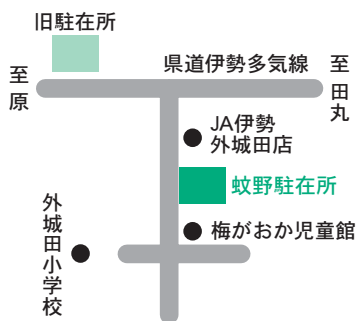 旧駐在所
至原
県道伊勢多気線
至田丸
JA伊勢
外城田店
蚊野駐在所
梅がおか児童館
外城田小学校